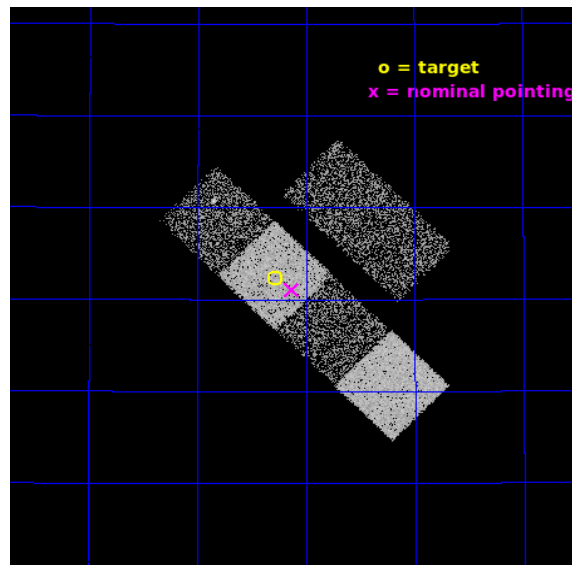 o = target
x = nominal pointing